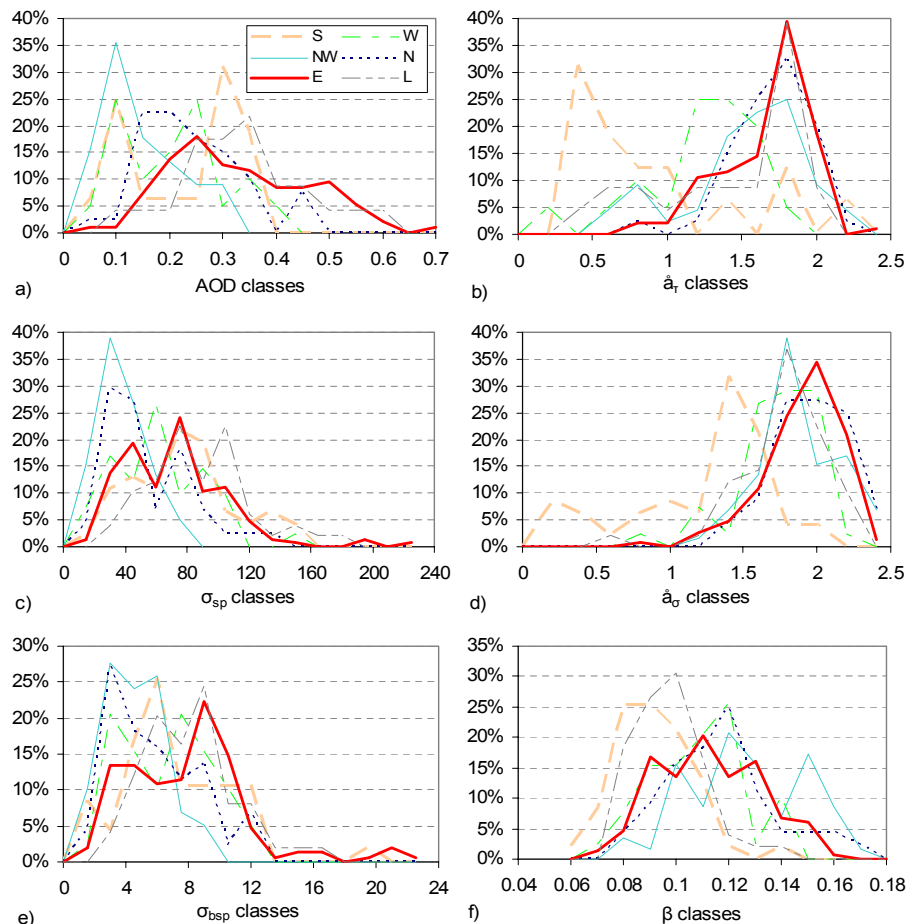 40%
35%
30%
25%
20%
15%
10%
5%
0%
S
W
NW
N
E
L
0 0.1 0.2 0.3 0.4 0.5 0.6 0.7
a)
AOD classes
40%
35%
30%
25%
20%
15%
10%
5%
0%
0 0.5 1 1.5 2 2.5
b)
åτ classes
40%
35%
30%
25%
20%
15%
10%
5%
0%
0 40 80 120 160 200 240
c)
σsp classes
40%
35%
30%
25%
20%
15%
10%
5%
0%
0 0.5 1 1.5 2 2.5
d)
åσ classes
30%
25%
20%
15%
10%
5%
0%
0 4 8 12 16 20 24
e)
σbsp classes
35%
30%
25%
20%
15%
10%
5%
0%
0.04 0.06 0.08 0.1 0.12 0.14 0.16 0.18
f)
β classes